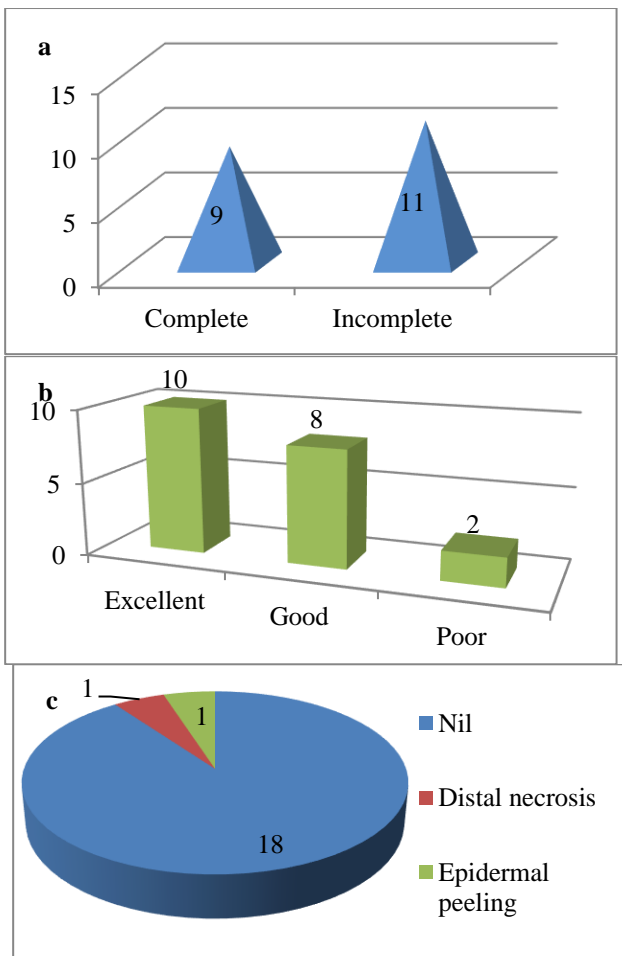 a
15
10
5
0
9
11
Complete
Incomplete
b
10
5
0
10
8
2
Excellent
Good
Poor
c
1
1
18
Nil
Distal necrosis
Epidermal
peeling